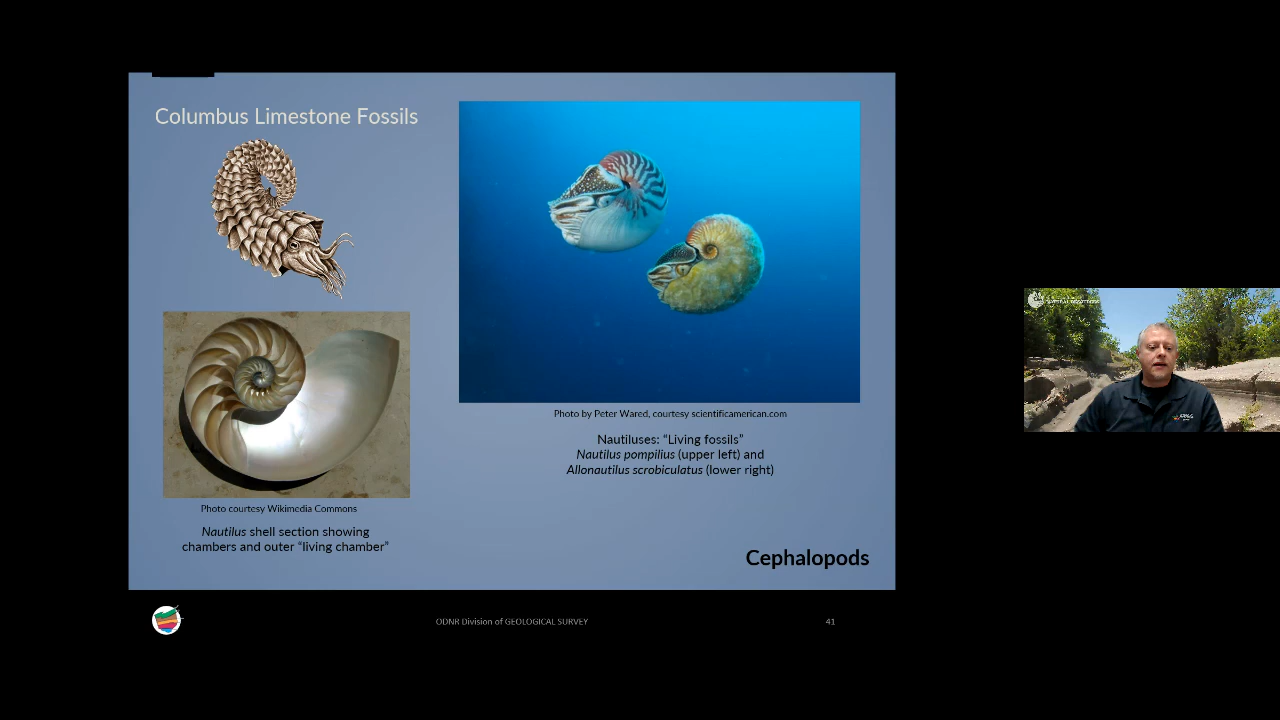 Columbus Limestone Fossils
Photo by Peter Wared, courtesy scientificamerican.com
Nautiluses: “Living fossils”
Nautilus pompilius (upper left) and
Allonautilus scrobiculatus (lower right)
Photo courtesy Wikimedia Commons
Nautilus shell section showing
chambers and outer “living chamber”
Cephalopods
ODNR Division of GEOLOGICAL SURVEY
41